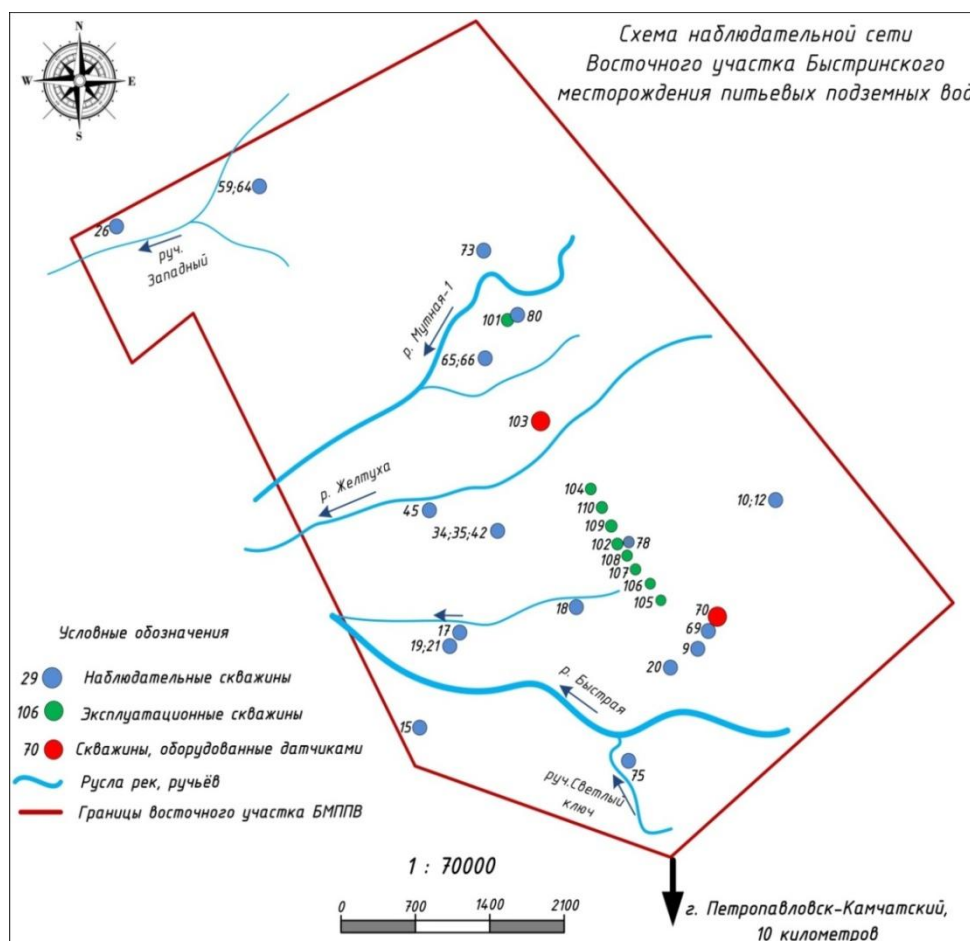 Схема наблюдательной сети
Восточного участка Быстринского
месторождения питьевых подземных вод
N
W
E
S
59;64
26
руч.
Западный
73
р. Мутная-1
101
80
65;66
103
р. Желтуха
104
10;12
45
110
34;35;42
109
102
78
108
107
106
18
105
70
Условные обозначения
17
69
19;21
9
20
29
Наблюдательные скважины
р. Быстрая
106
Эксплуатационные скважины
15
70
Скважины, оборудованные датчиками
75
Русла рек, ручьёв
руч.Светлый
ключ
Границы восточного участка БМППВ
1 : 70000
0
700
1400
2100
г. Петропавловск-Камчатский,
10 километров